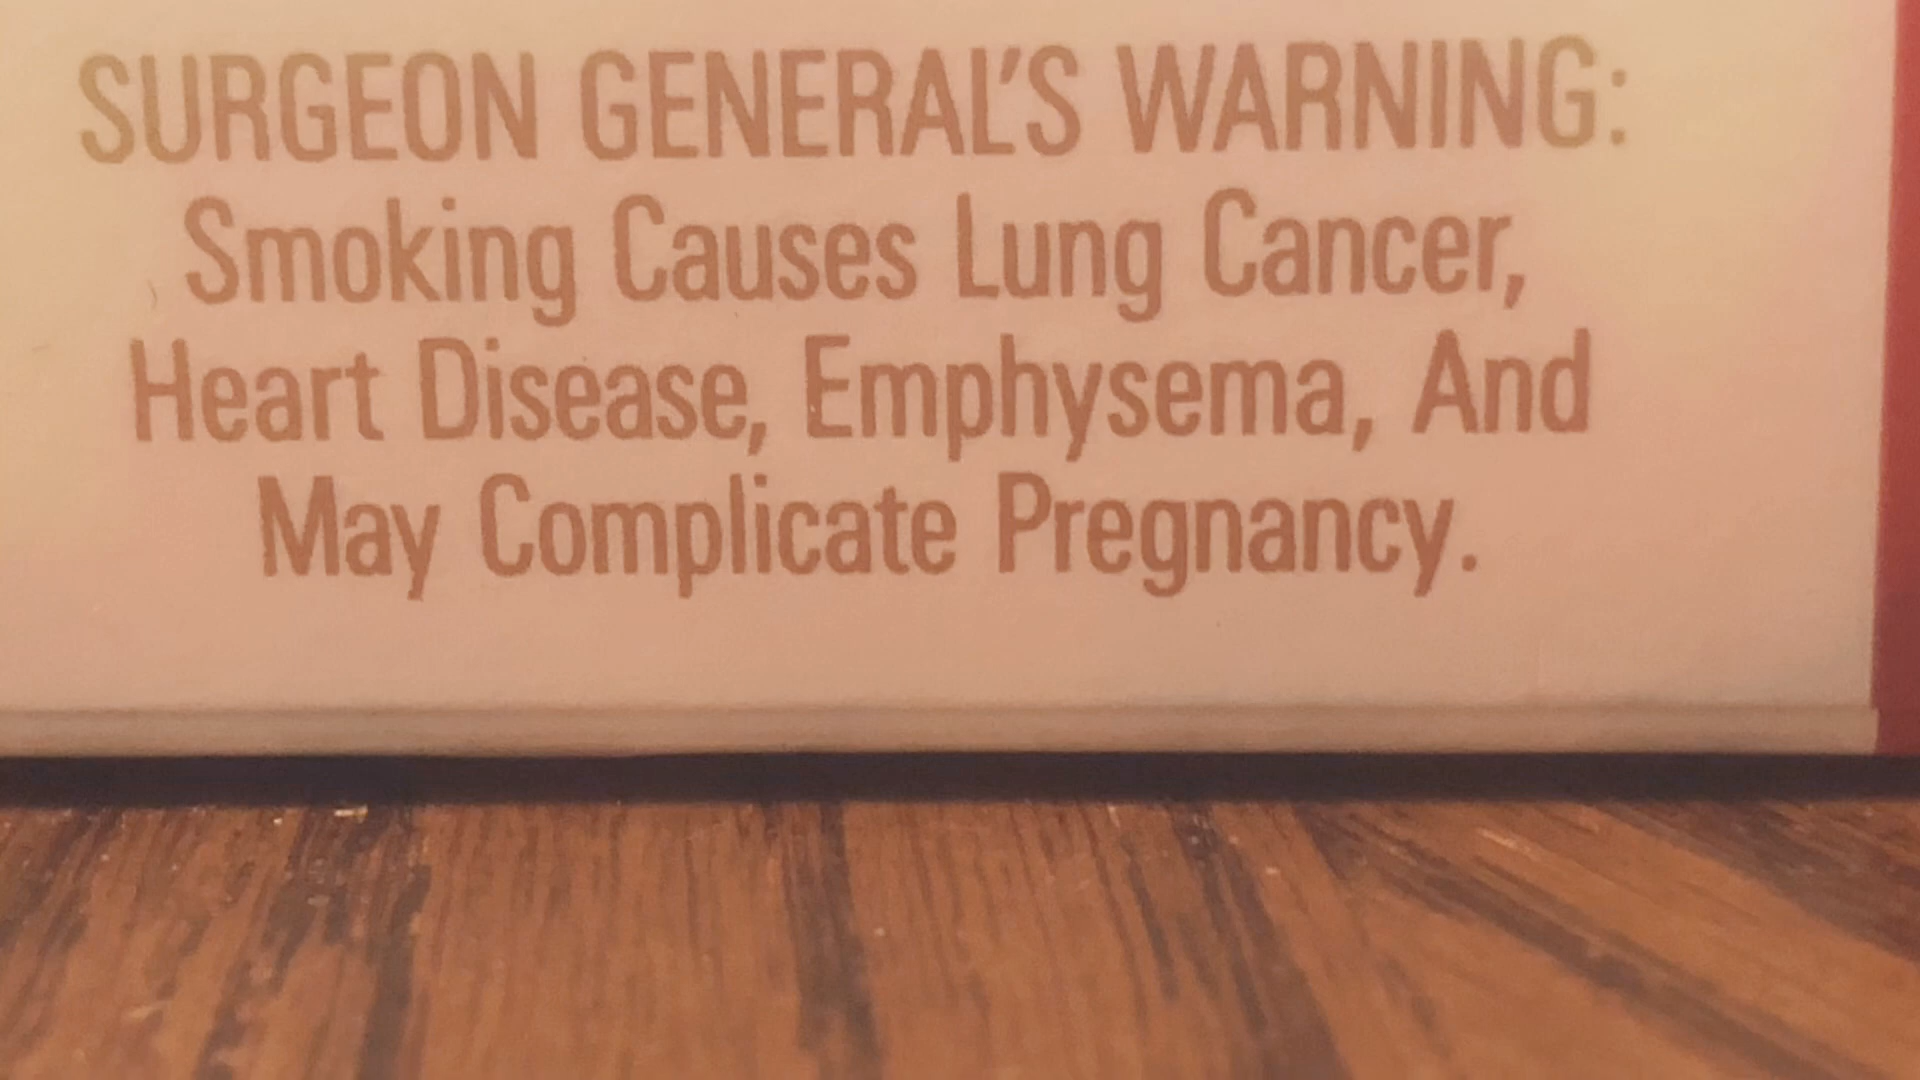 SURGEON GENERAL'S WARNING:
Smoking Causes Lung Cancer,
Heart Disease, Emphysema, And
May Complicate Pregnancy.